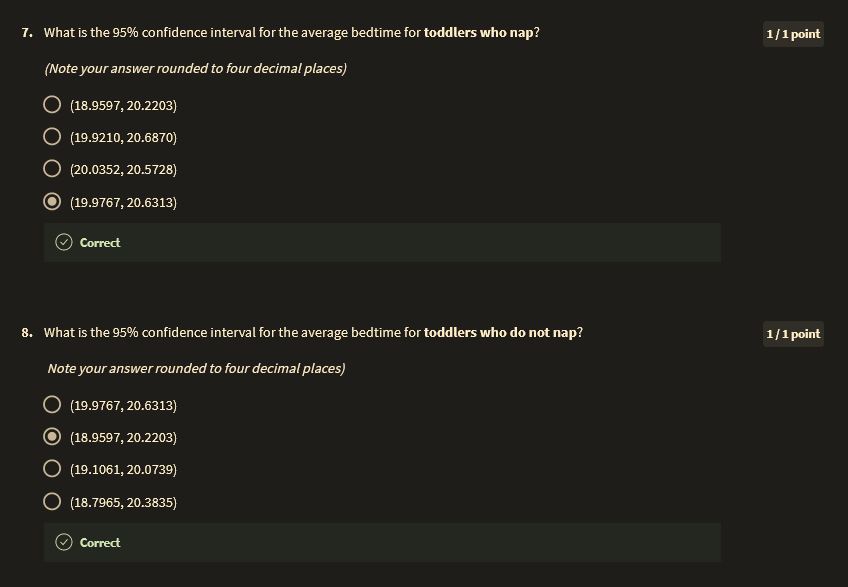 7. What is the 95% confidence interval for the average bedtime for toddlers who nap?
1 / 1 point
(Note your answer rounded to four decimal places)
(18.9597, 20.2203)
(19.9210, 20.6870)
(20.0352, 20.5728)
(19.9767, 20.6313)
Correct
8. What is the 95% confidence interval for the average bedtime for toddlers who do not nap?
1 / 1 point
Note your answer rounded to four decimal places)
(19.9767, 20.6313)
(18.9597, 20.2203)
(19.1061, 20.0739)
(18.7965, 20.3835)
Correct